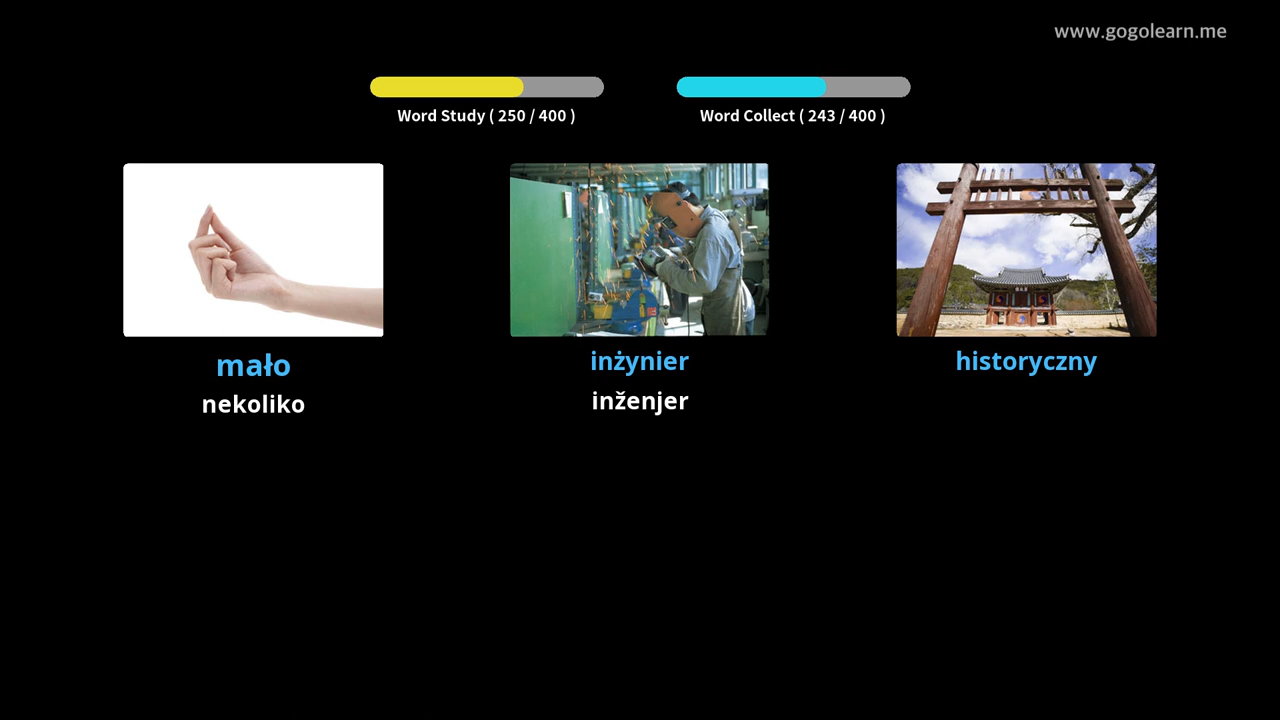 www.gogolearn.me
Word Study ( 250 / 400 )
Word Collect ( 243 / 400 )
mało
nekoliko
inżynier
inženjer
historyczny